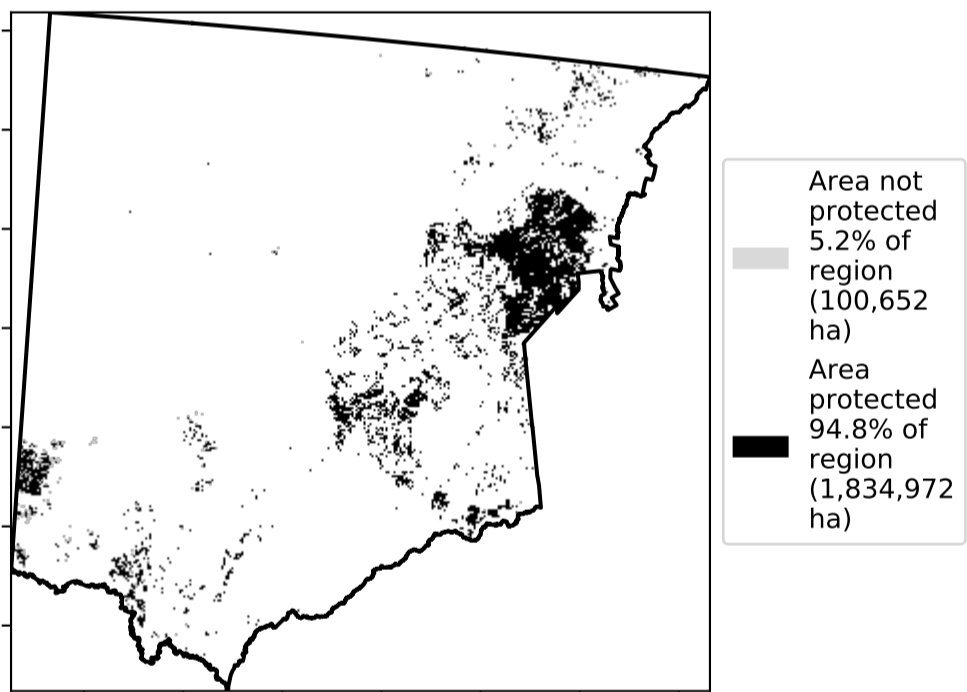 Area not
protected
5.2% of
region
(100,652
ha)
Area
protected
94.8% of
region
(1,834,972
ha)